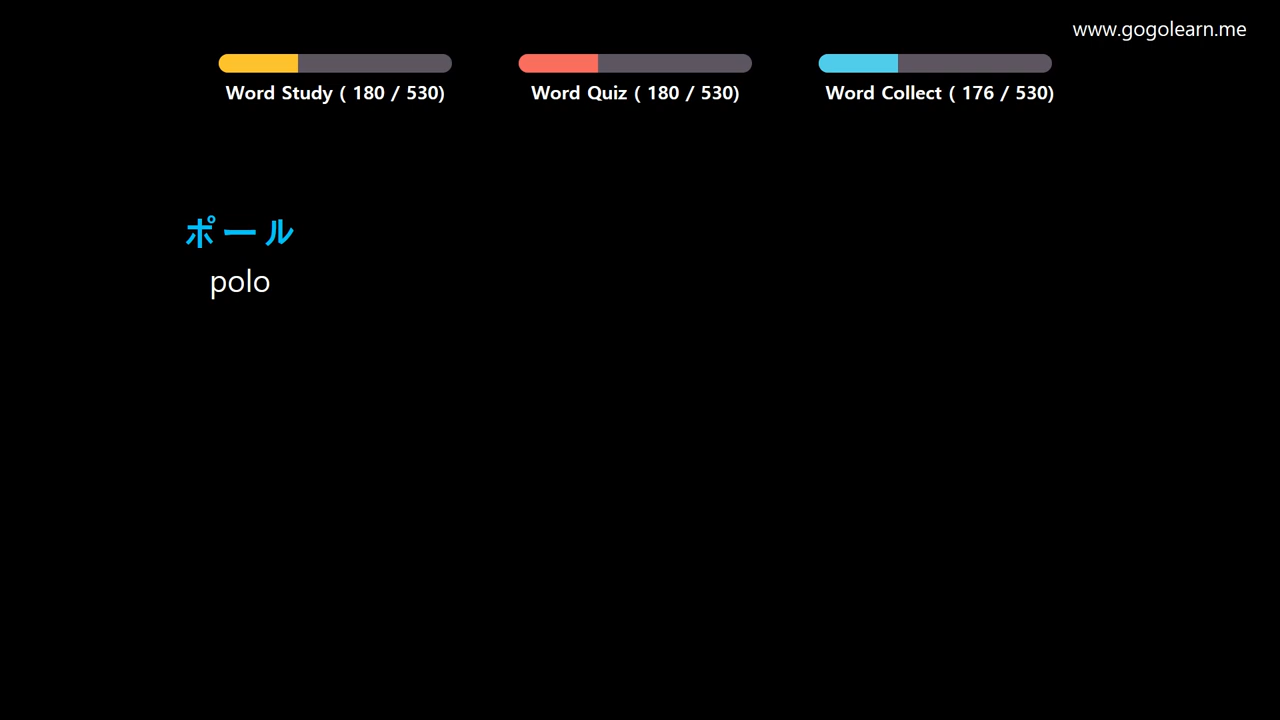 www.gogolearn.me
Word Study ( 180 / 530)
Word Quiz ( 180 / 530)
Word Collect ( 176 / 530)
ポール
polo